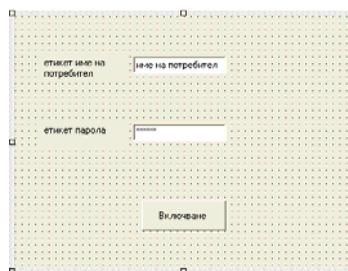 етикет име на
потребител
име на потребител
етикет парола
******
Включване